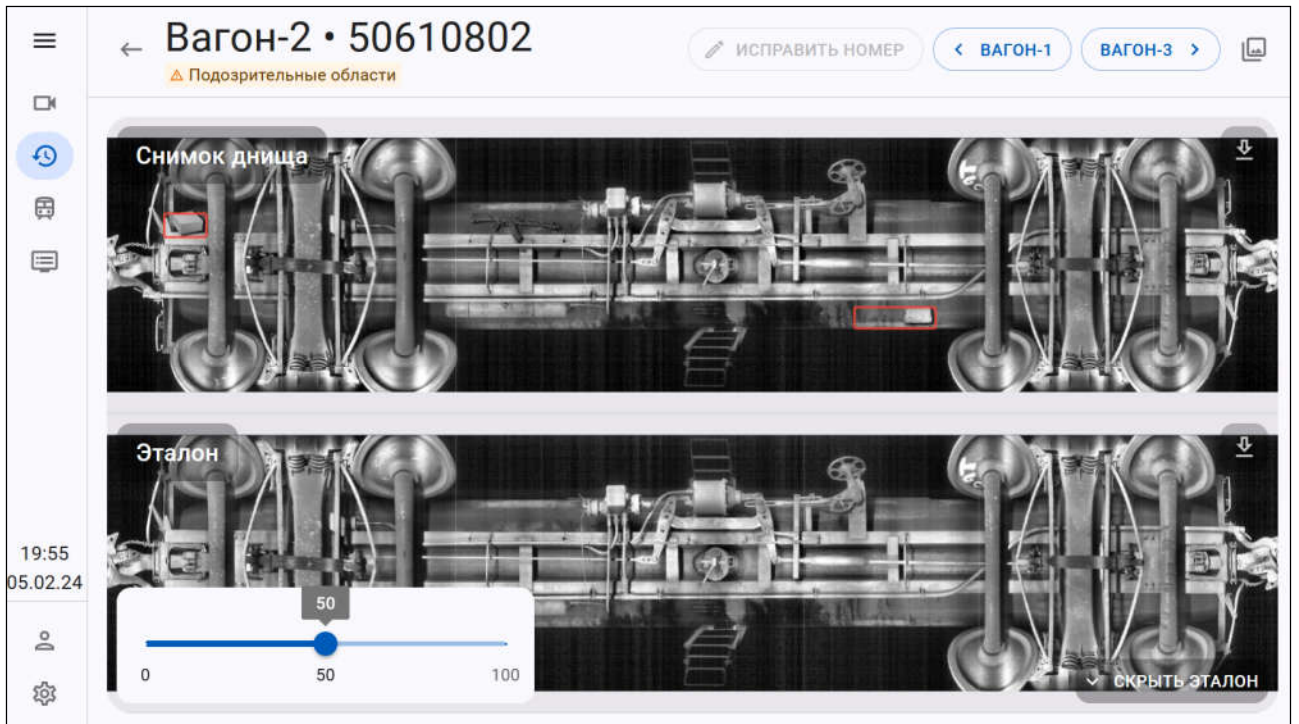 Вагон-2 • 50610802
Подозрительные области
ИСПРАВИТЬ НОМЕР
ВАГОН-1
ВАГОН-3
Снимок днища
Эталон
19:55
05.02.24
50
0
50
100
СКРЫТЬ ЭТАЛОН